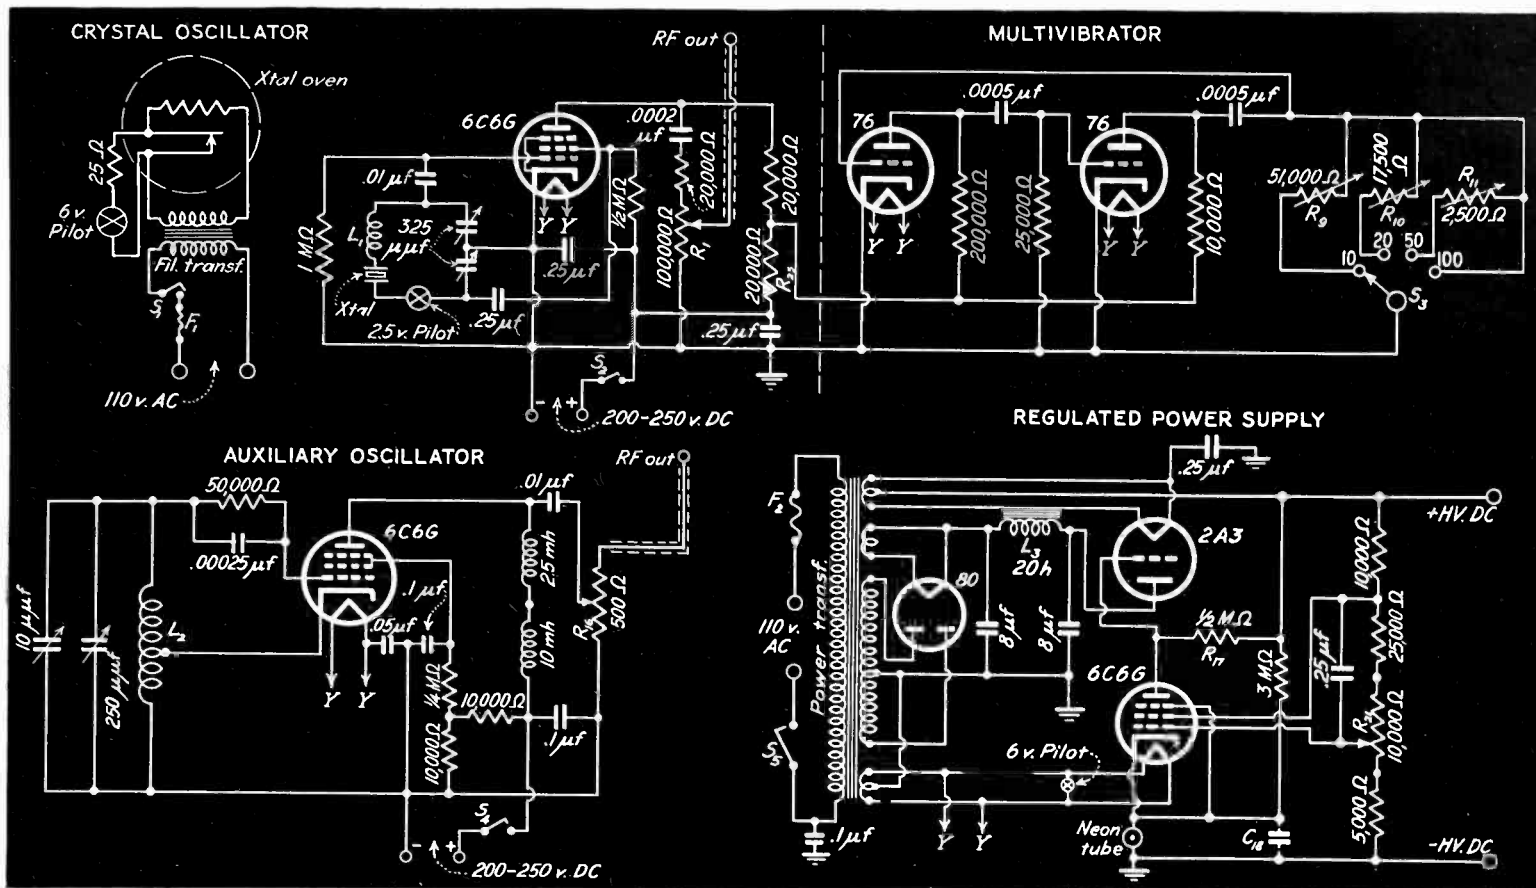 CRYSTAL OSCILLATOR
Xtal oven
25 Ω
6 v.
Pilot
Fil. transf.
S₁
F₁
110 v. AC
RF out
6C6G
.0002
μf
20,000 Ω
.01 μf
½ MΩ
20,000 Ω
1 MΩ
L₁
325
μμf
Y Y
.25 μf
100000 Ω
R₁
20,000 Ω
Xtal
2.5 v. Pilot
.25 μf
.25 μf
S₂
- +
200-250 v. DC
MULTIVIBRATOR
76
.0005 μf
76
.0005 μf
200,000 Ω
25,000 Ω
10,000 Ω
Y Y
Y Y
51,000 Ω
R₉
17,500
Ω
R₁₀
R₁₁
2,500 Ω
10
20
50
100
S₃
AUXILIARY OSCILLATOR
RF out
50,000 Ω
.00025 μf
6C6G
.01 μf
2.5 mh
.1 μf
.05 μf
10 μμf
250 μμf
L₂
Y Y
10 mh
500 Ω
¼ MΩ
10,000 Ω
10,000 Ω
.1 μf
S₄
- +
200-250 v. DC
REGULATED POWER SUPPLY
.25 μf
F₂
110 v.
AC
S₅
Power transf.
.1 μf
80
L₃
20 h
8 μf
8 μf
2A3
½ MΩ
R₁₇
6C6G
6 v. Pilot
Y Y
Neon
tube
3 MΩ
C₁₈
.25 μf
10,000 Ω
25,000 Ω
10,000 Ω
5,000 Ω
+HV. DC
-HV. DC